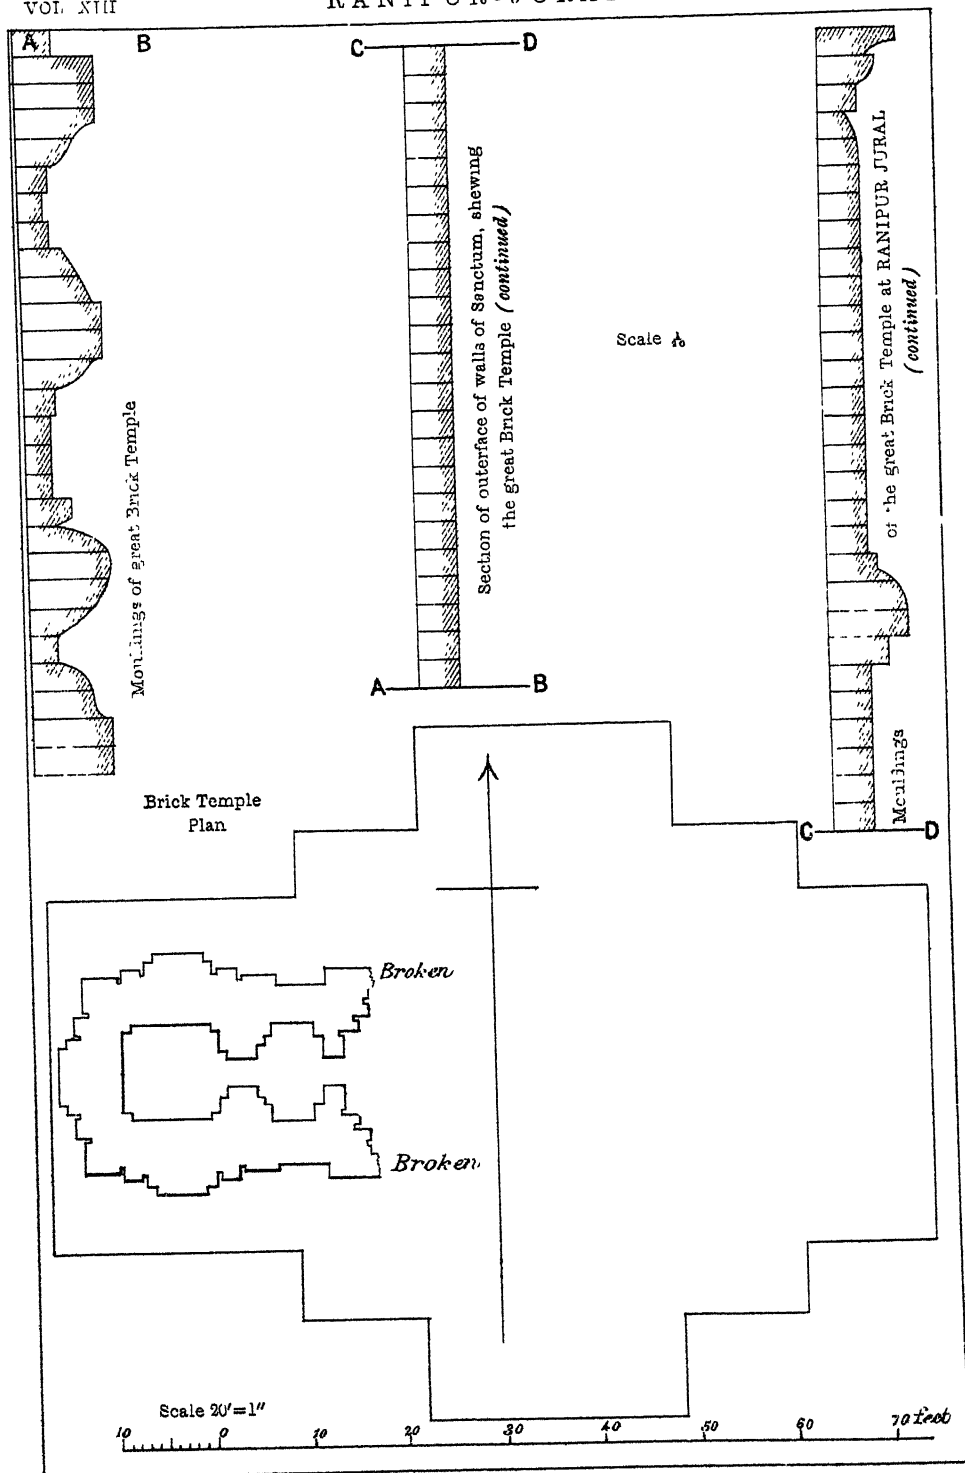 VOL XIII
A B
C D
Mouldings of great Brick Temple
Section of outerface of walls of Sanctum, shewing
the great Brick Temple (continued)
Scale
of the great Brick Temple at RANIPUR JURAL
(continued)
Mouldings
A B
C D
Brick Temple
Plan
Broken
Broken
Scale 20'=1"
10 0 10 20 30 40 50 60 70 feet